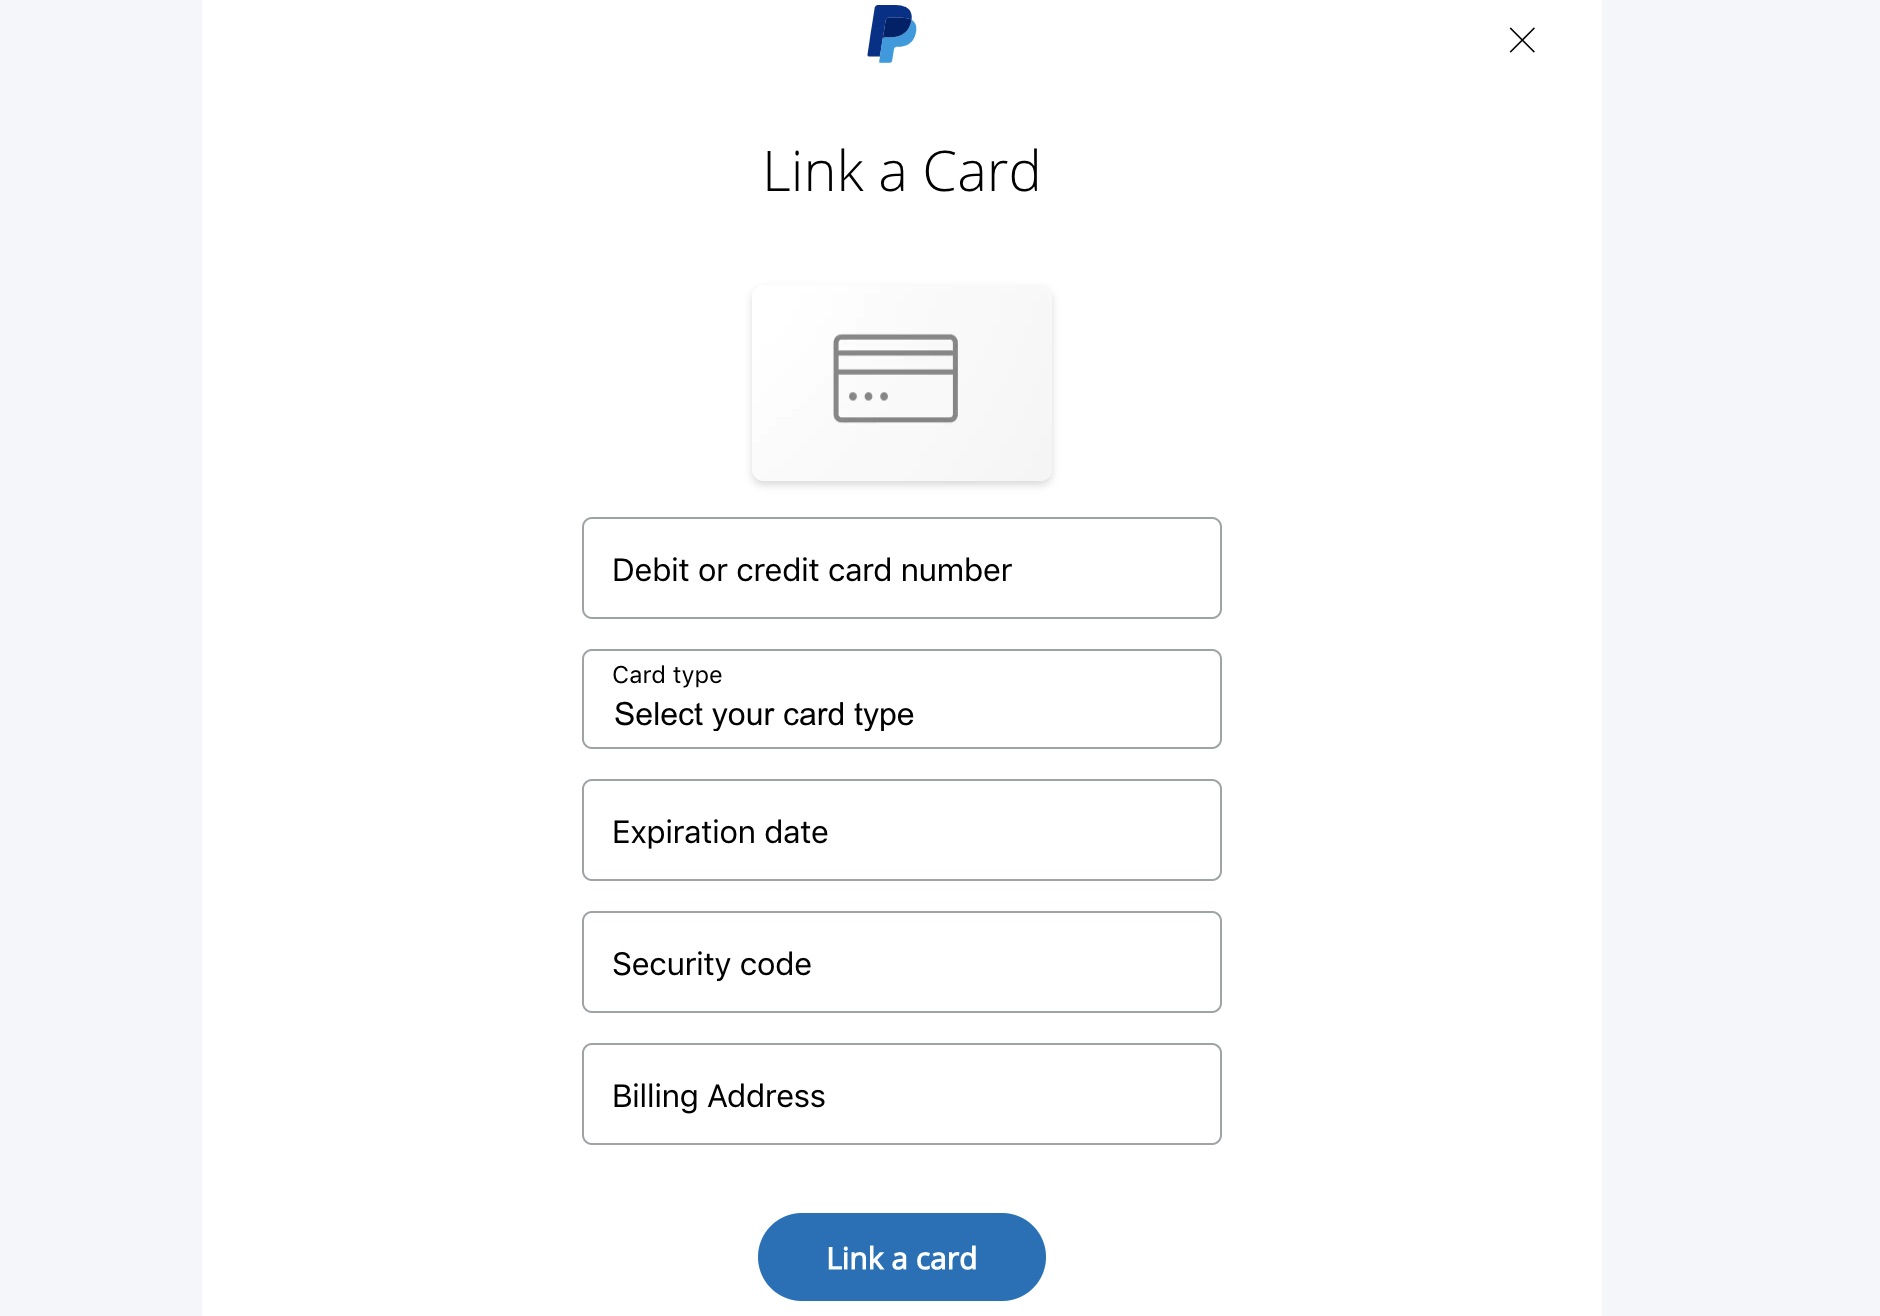 Link a Card
Debit or credit card number
Card type
Select your card type
Expiration date
Security code
Billing Address
Link a card